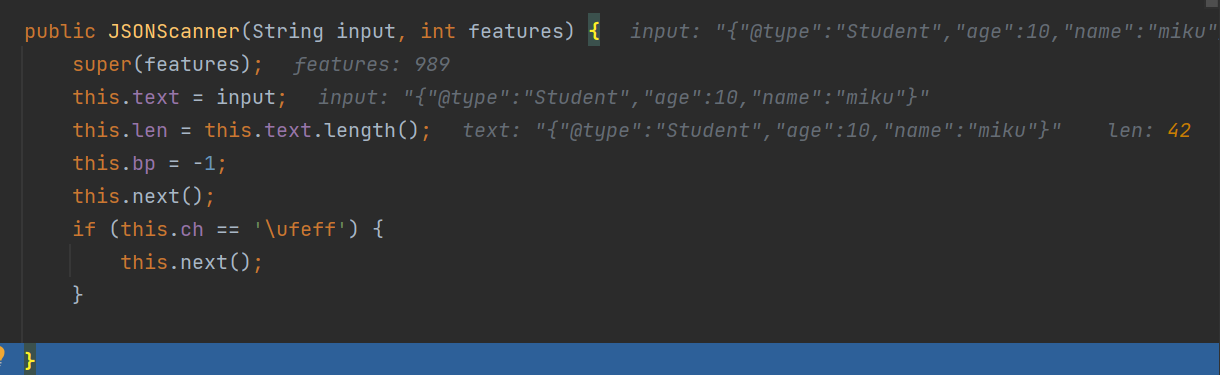 public JSONScanner(String input, int features) {   input: "{"@type":"Student","age":10,"name":"miku"
    super(features);   features: 989
    this.text = input;   input: "{"@type":"Student","age":10,"name":"miku"}"
    this.len = this.text.length();   text: "{"@type":"Student","age":10,"name":"miku"}"    len: 42
    this.bp = -1;
    this.next();
    if (this.ch == '\ufeff') {
        this.next();
    }
}